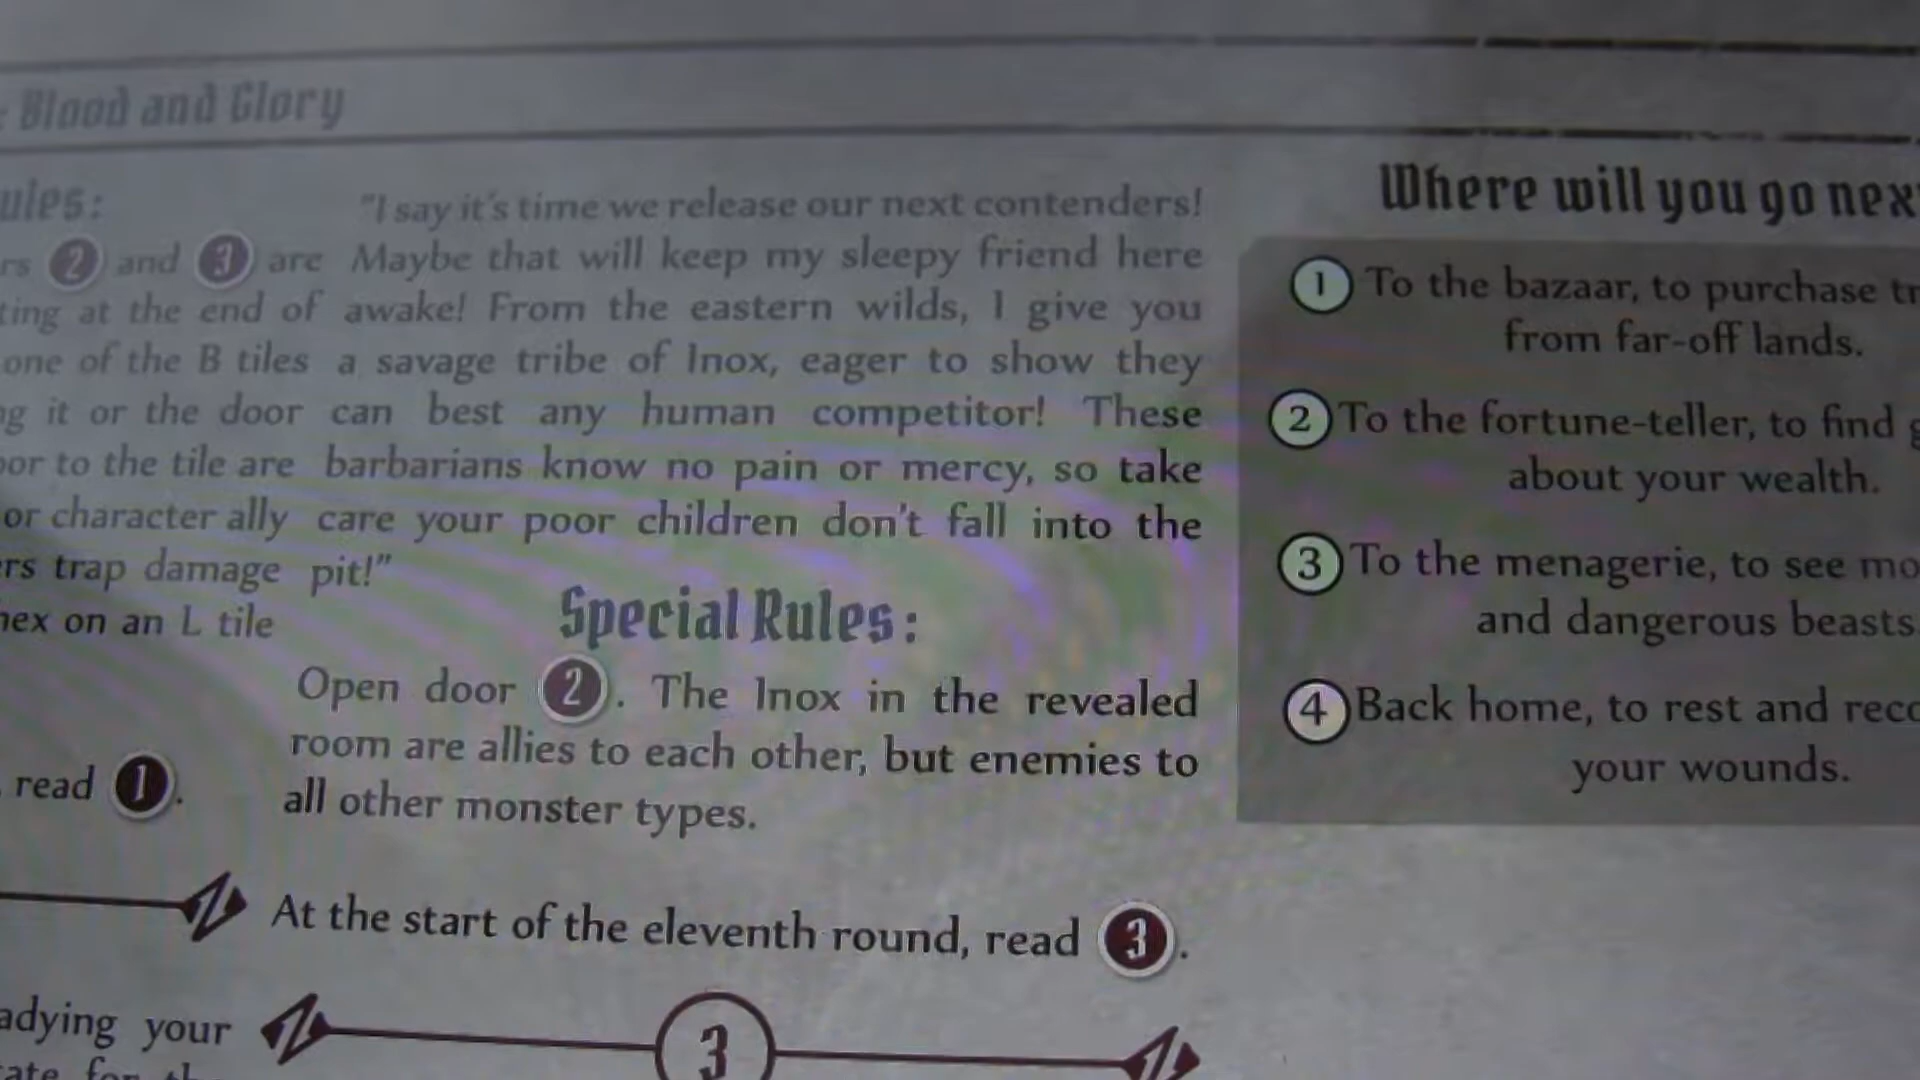 : Blood and Glory
ules:
rs 2 and 3 are
ting at the end of
one of the B tiles
ng it or the door
oor to the tile are
or character ally
ers trap damage
hex on an L tile
read 1.
adying your
"I say it's time we release our next contenders!
Maybe that will keep my sleepy friend here
awake! From the eastern wilds, I give you
a savage tribe of Inox, eager to show they
can best any human competitor! These
barbarians know no pain or mercy, so take
care your poor children don't fall into the
pit!"
Special Rules:
Open door 2. The Inox in the revealed
room are allies to each other, but enemies to
all other monster types.
At the start of the eleventh round, read 3.
3
Where will you go nex
1 To the bazaar, to purchase tr
from far-off lands.
2 To the fortune-teller, to find g
about your wealth.
3 To the menagerie, to see mo
and dangerous beasts
4 Back home, to rest and reco
your wounds.